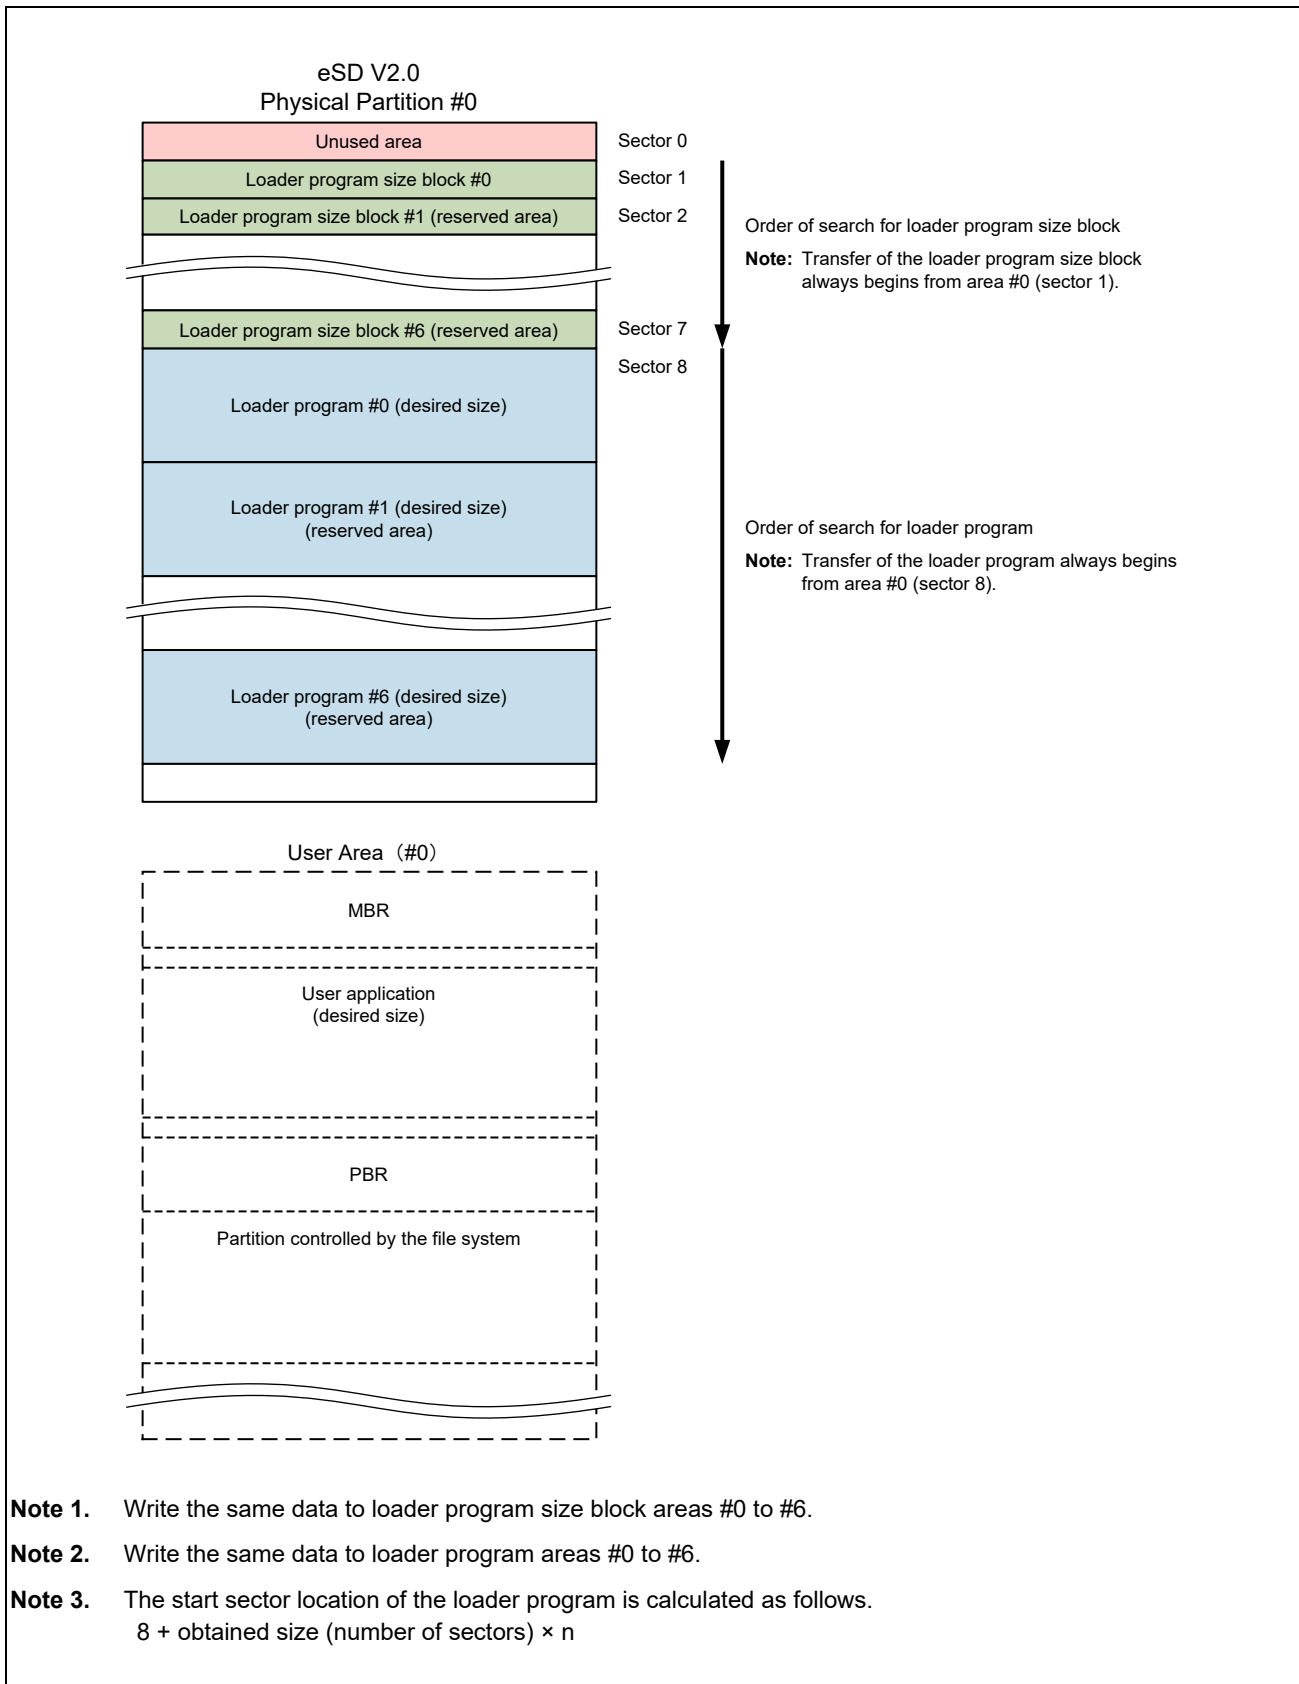 eSD V2.0
Physical Partition #0
Unused area
Sector 0
Loader program size block #0
Sector 1
Loader program size block #1 (reserved area)
Sector 2
Order of search for loader program size block
Note: Transfer of the loader program size block
always begins from area #0 (sector 1).
Loader program size block #6 (reserved area)
Sector 7
Sector 8
Loader program #0 (desired size)
Loader program #1 (desired size)
(reserved area)
Order of search for loader program
Note: Transfer of the loader program always begins
from area #0 (sector 8).
Loader program #6 (desired size)
(reserved area)
User Area（#0）
MBR
User application
(desired size)
PBR
Partition controlled by the file system
Note 1. Write the same data to loader program size block areas #0 to #6.
Note 2. Write the same data to loader program areas #0 to #6.
Note 3. The start sector location of the loader program is calculated as follows.
8 + obtained size (number of sectors) × n